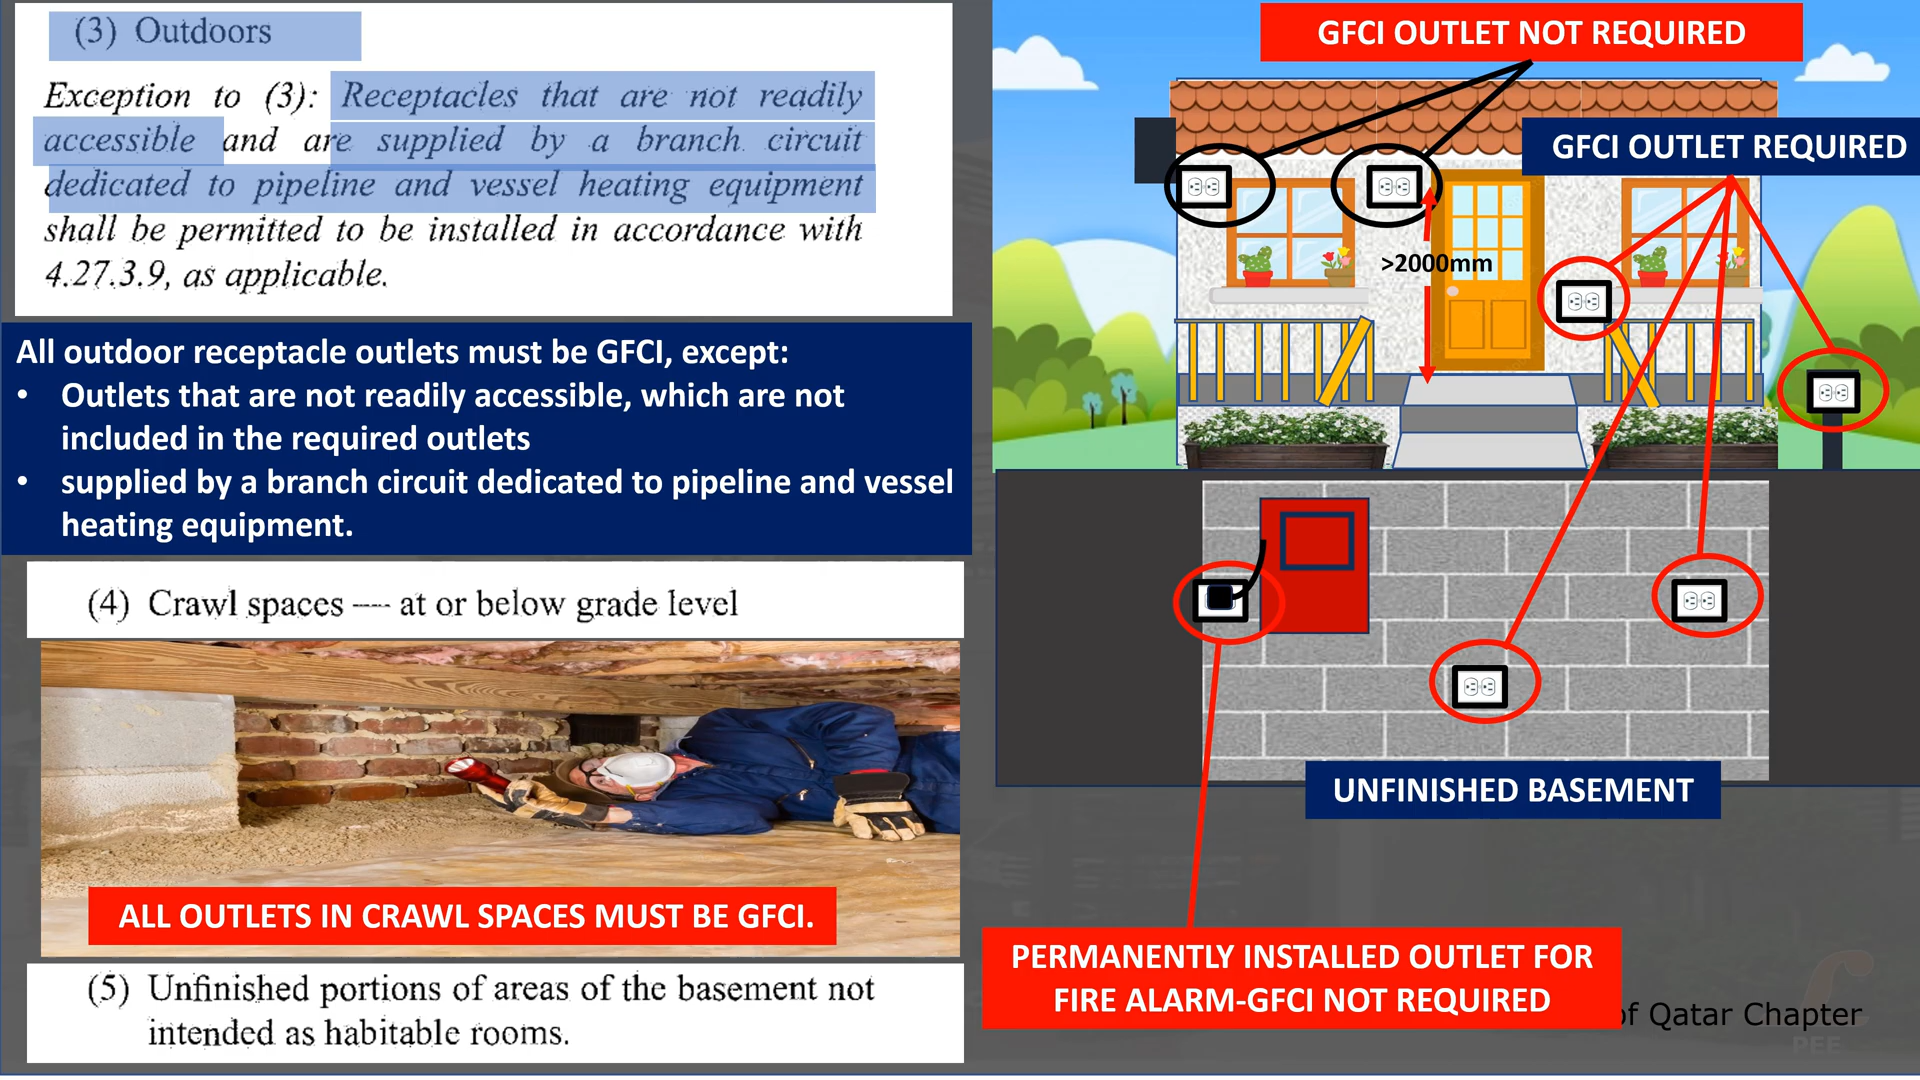 (3) Outdoors
Exception to (3): Receptacles that are not readily
accessible and are supplied by a branch circuit
dedicated to pipeline and vessel heating equipment
shall be permitted to be installed in accordance with
4.27.3.9, as applicable.
All outdoor receptacle outlets must be GFCI, except:
• Outlets that are not readily accessible, which are not
included in the required outlets
• supplied by a branch circuit dedicated to pipeline and vessel
heating equipment.
(4) Crawl spaces — at or below grade level
ALL OUTLETS IN CRAWL SPACES MUST BE GFCI.
(5) Unfinished portions of areas of the basement not
intended as habitable rooms.
GFCI OUTLET NOT REQUIRED
GFCI OUTLET REQUIRED
>2000mm
UNFINISHED BASEMENT
PERMANENTLY INSTALLED OUTLET FOR
FIRE ALARM-GFCI NOT REQUIRED
of Qatar Chapter
PEE